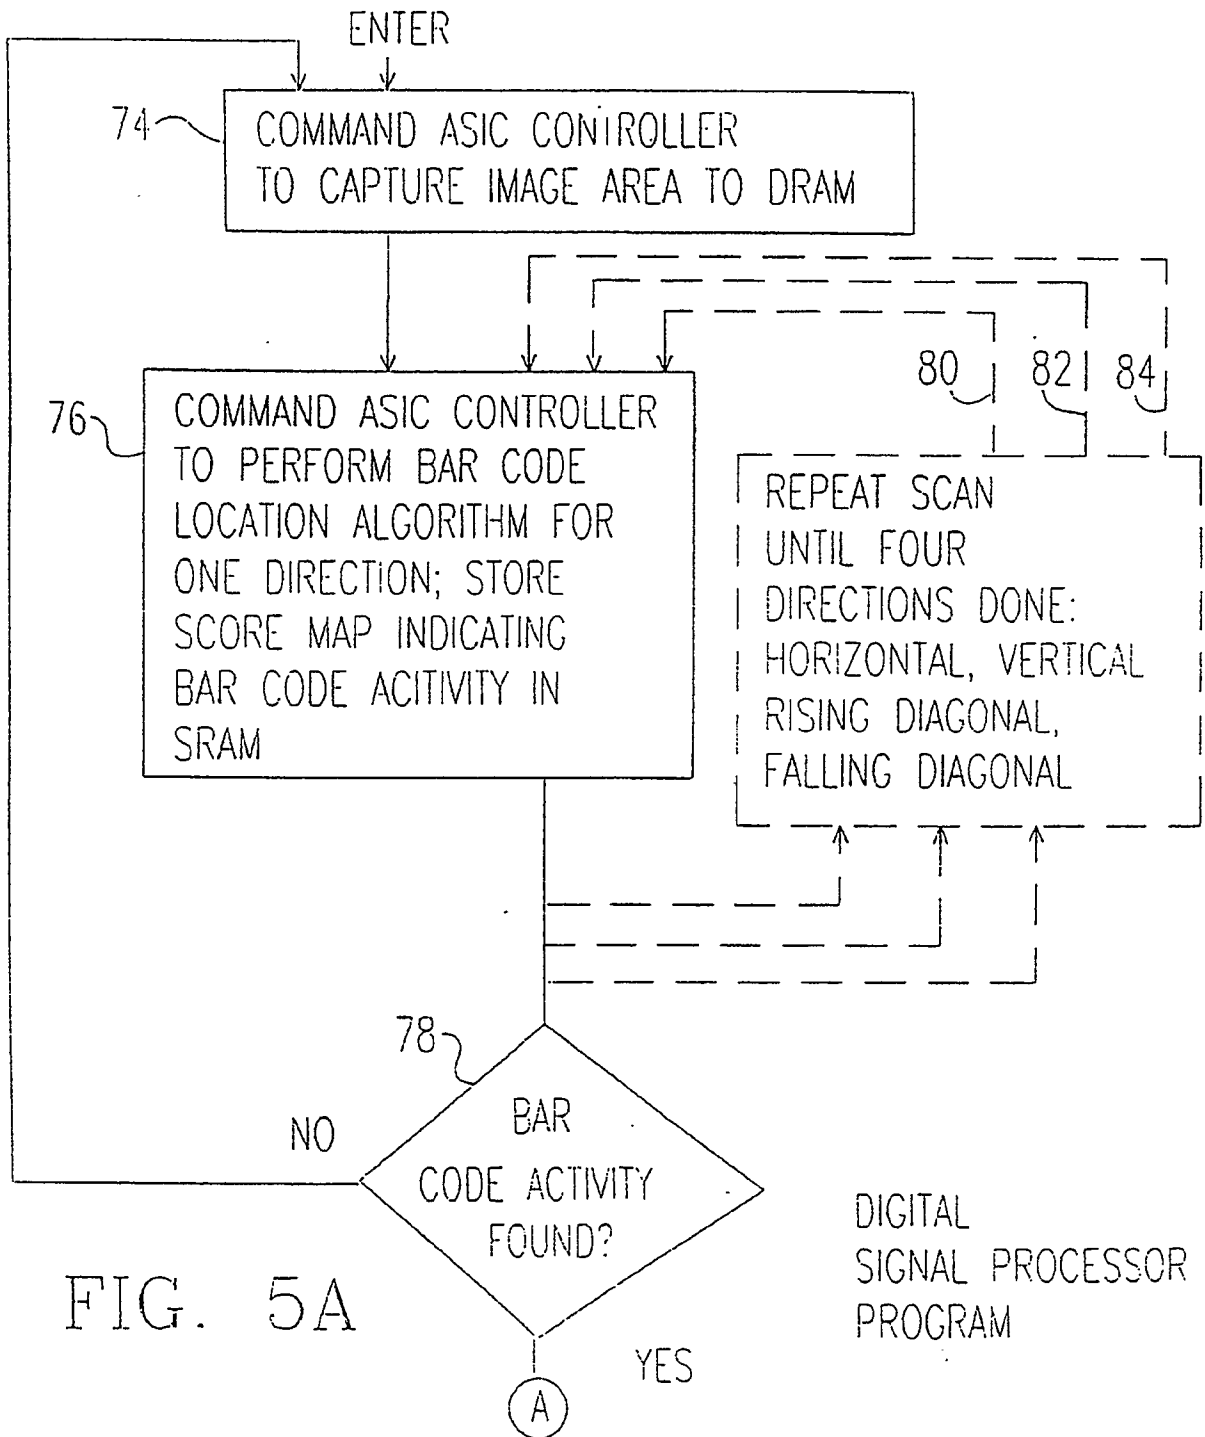 ENTER
74
COMMAND ASIC CONTROLLER
TO CAPTURE IMAGE AREA TO DRAM
80
82
84
76
COMMAND ASIC CONTROLLER
TO PERFORM BAR CODE
LOCATION ALGORITHM FOR
ONE DIRECTION; STORE
SCORE MAP INDICATING
BAR CODE ACITIVITY IN
SRAM
REPEAT SCAN
UNTIL FOUR
DIRECTIONS DONE:
HORIZONTAL, VERTICAL
RISING DIAGONAL,
FALLING DIAGONAL
78
BAR
CODE ACTIVITY
FOUND?
NO
YES
A
DIGITAL
SIGNAL PROCESSOR
PROGRAM
FIG. 5A